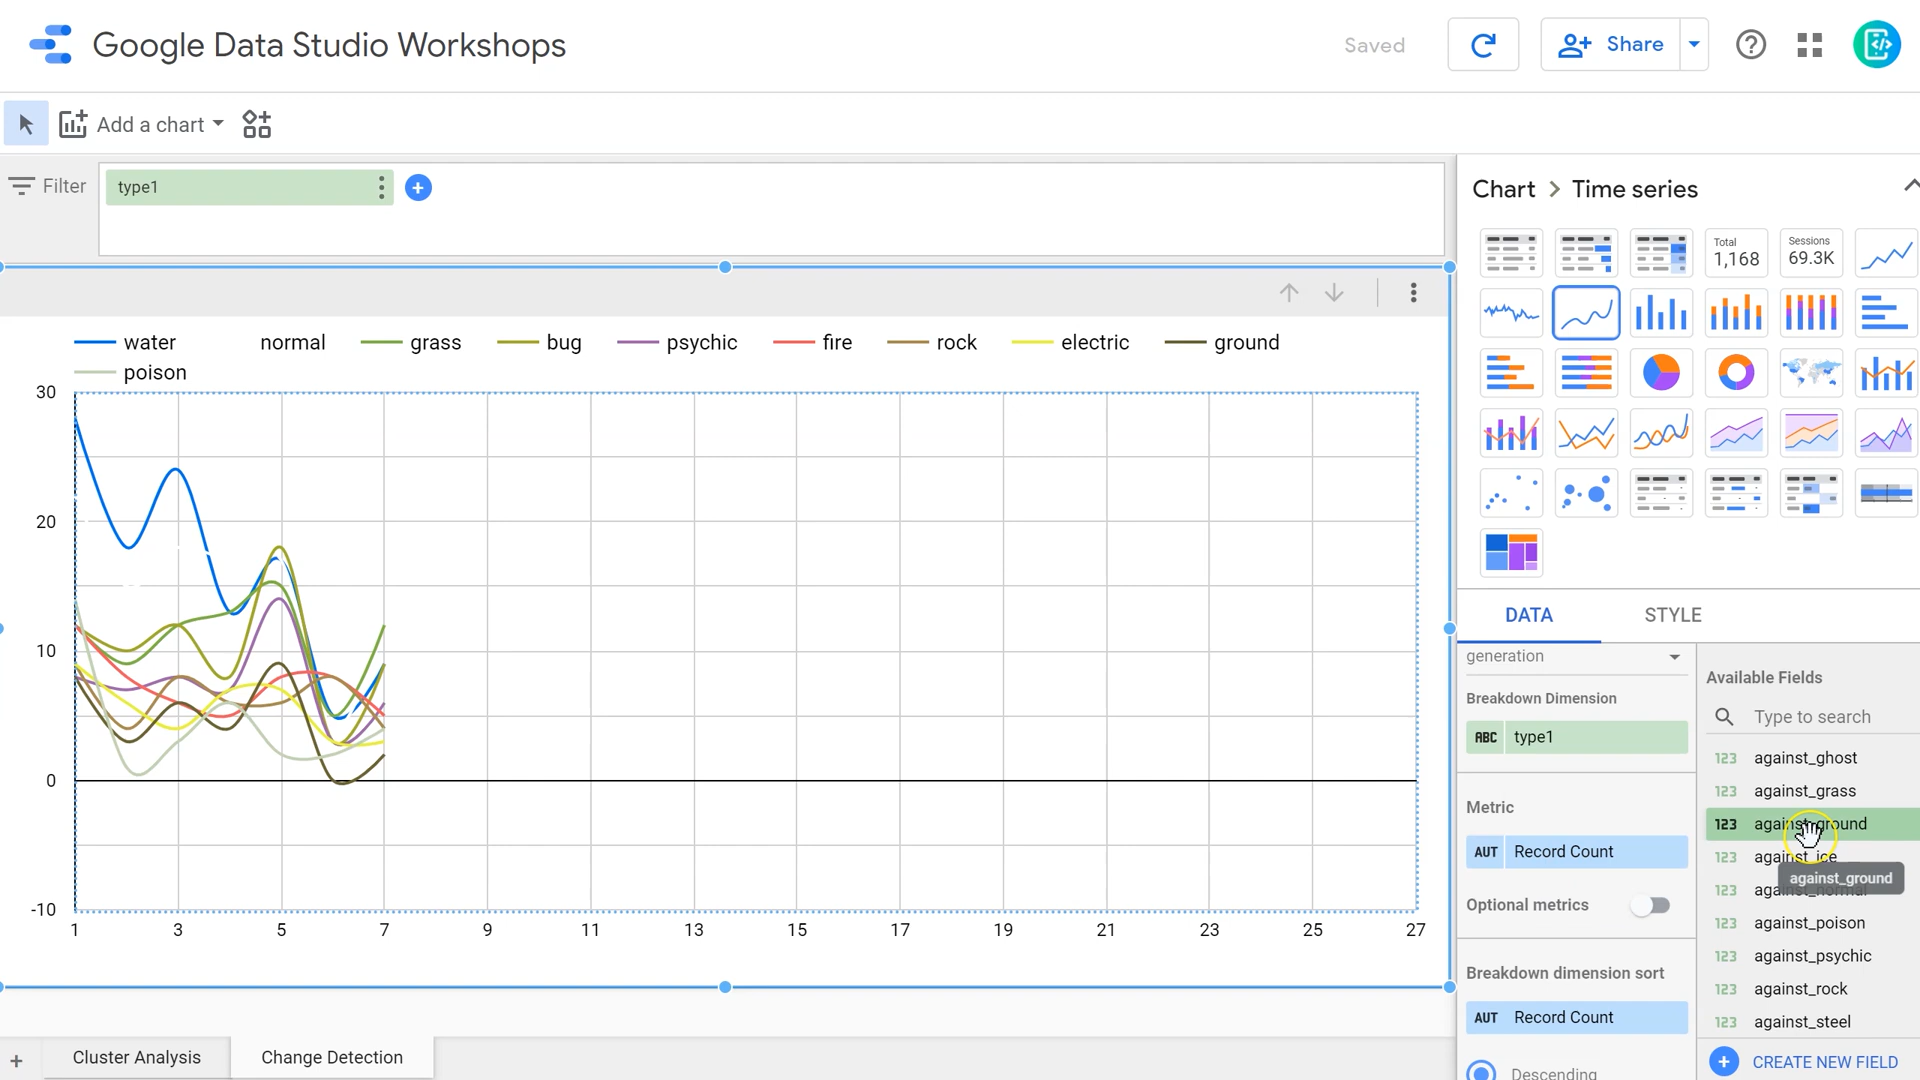 Google Data Studio Workshops
Saved
Share
Add a chart
Filter
type1
Chart > Time series
Total
1,168
Sessions
69.3K
water normal grass bug psychic fire rock electric ground
poison
30
20
10
0
-10
1 3 5 7 9 11 13 15 17 19 21 23 25 27
DATA STYLE
generation
Breakdown Dimension
ABC type1
Metric
AUT Record Count
Optional metrics
Breakdown dimension sort
AUT Record Count
Descending
Available Fields
Type to search
123 against_ghost
123 against_grass
123 against_ground
123 against_ice
against_ground
123 against_normal
123 against_poison
123 against_psychic
123 against_rock
123 against_steel
CREATE NEW FIELD
Cluster Analysis
Change Detection